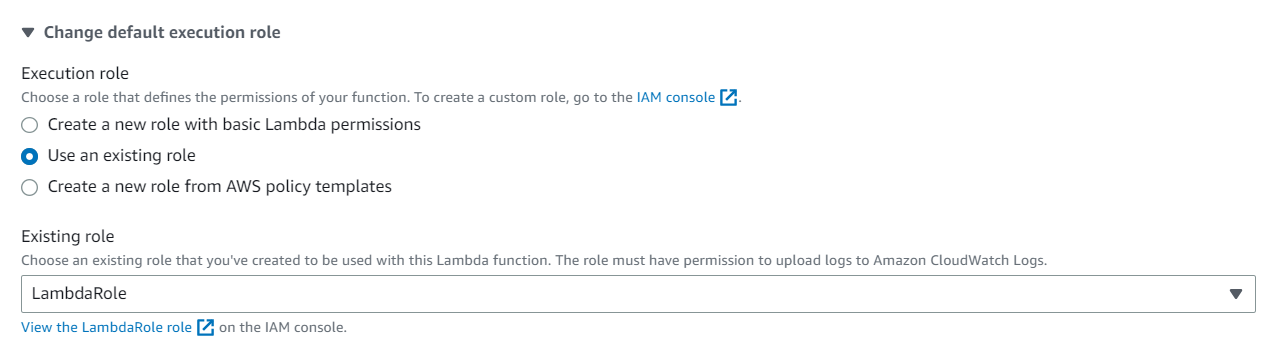 Change default execution role
Execution role
Choose a role that defines the permissions of your function. To create a custom role, go to the IAM console.
Create a new role with basic Lambda permissions
Use an existing role
Create a new role from AWS policy templates
Existing role
Choose an existing role that you've created to be used with this Lambda function. The role must have permission to upload logs to Amazon CloudWatch Logs.
LambdaRole
View the LambdaRole role on the IAM console.